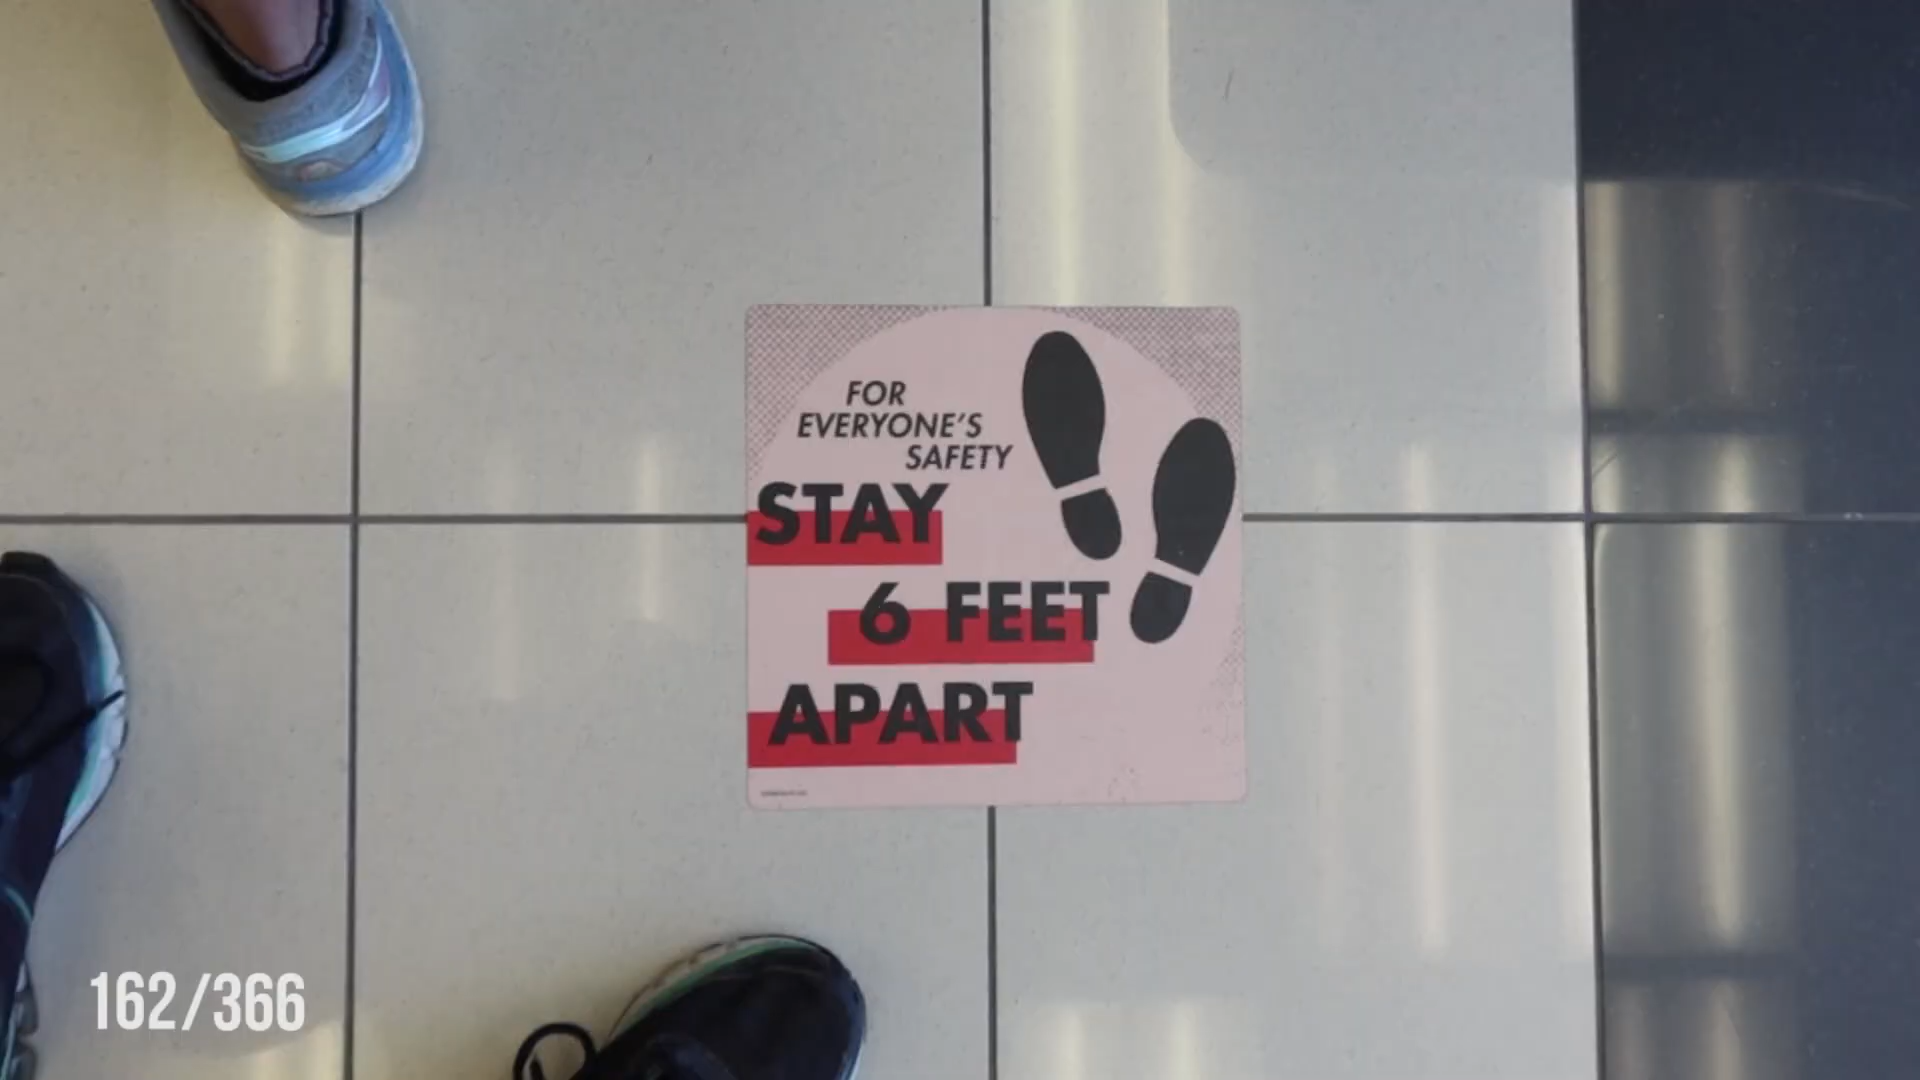 FOR
EVERYONE'S
SAFETY
STAY
6 FEET
APART
162/366